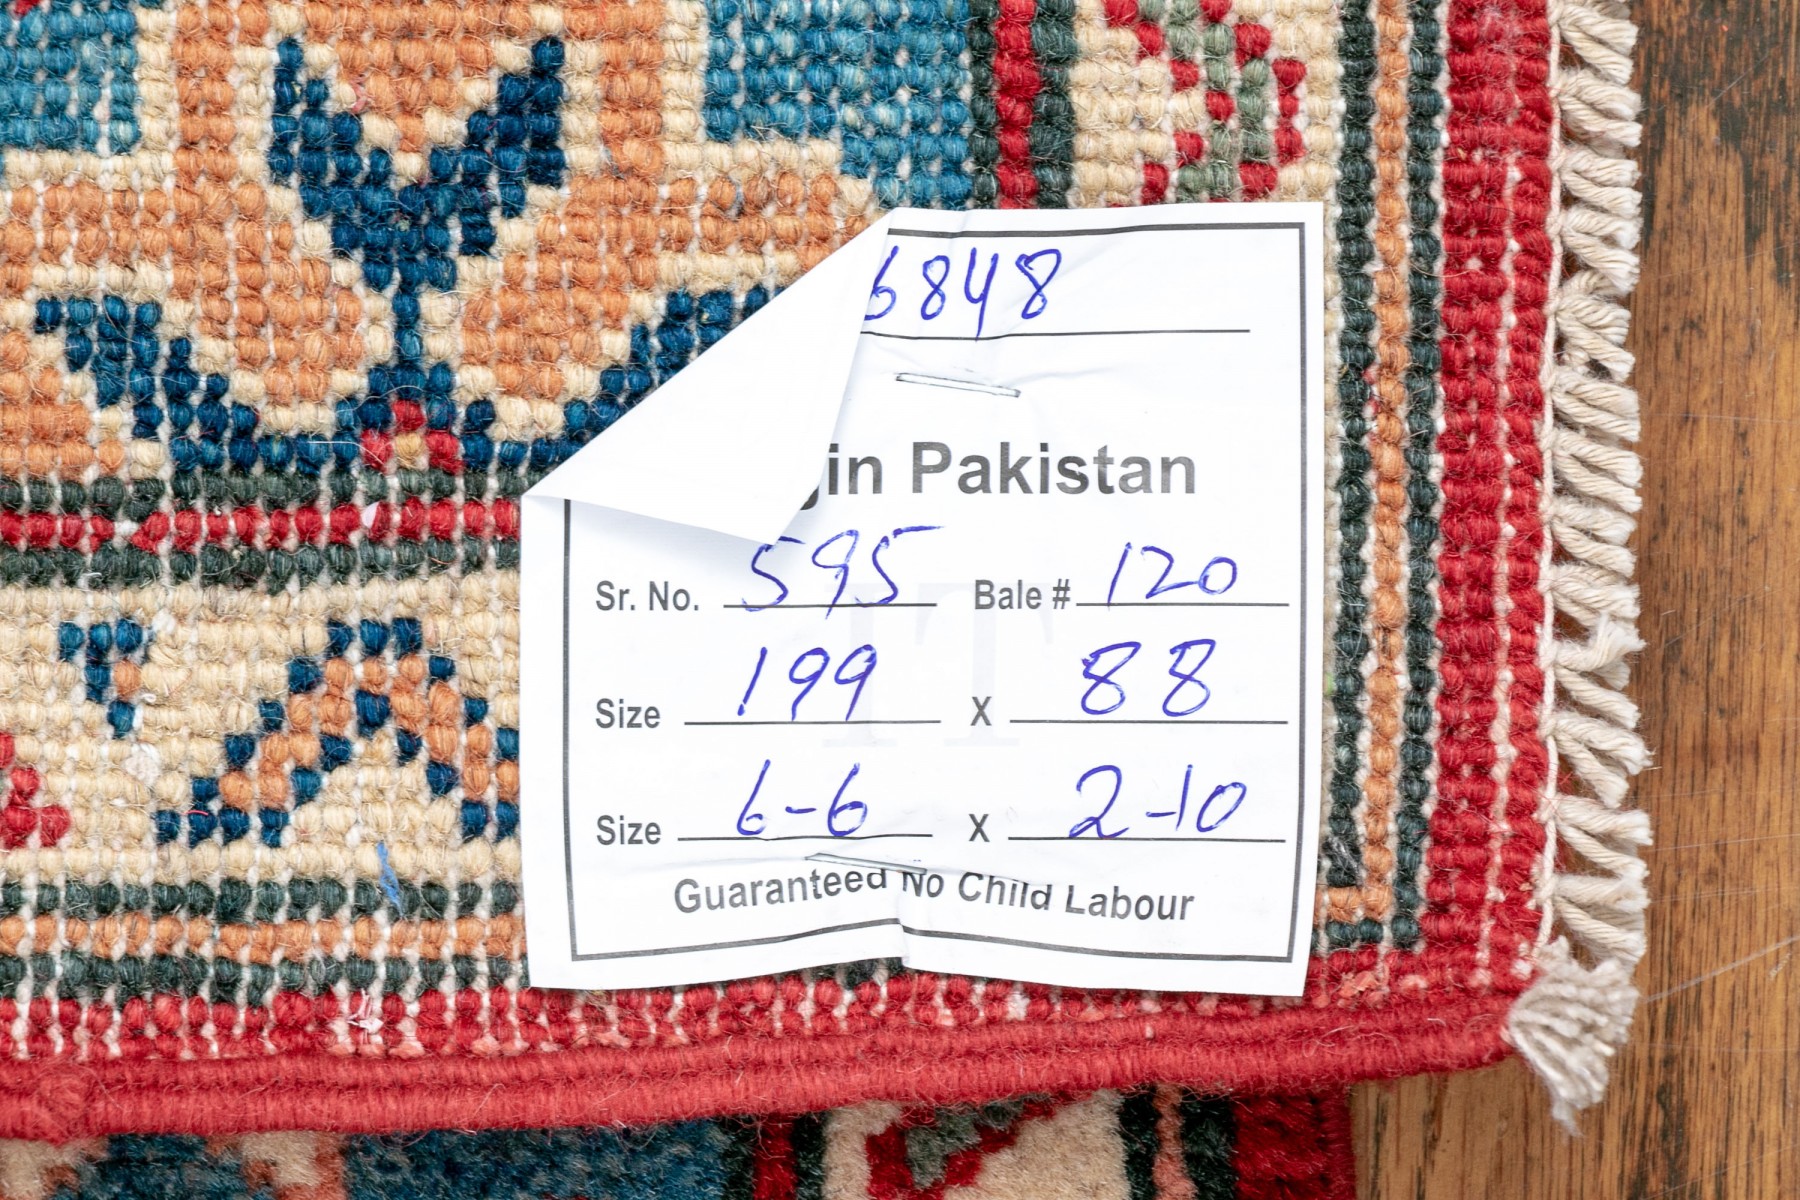 6848
in Pakistan
Sr. No. 595 Bale # 120
Size 199 X 88
Size 6-6 X 2-10
Guaranteed No Child Labour